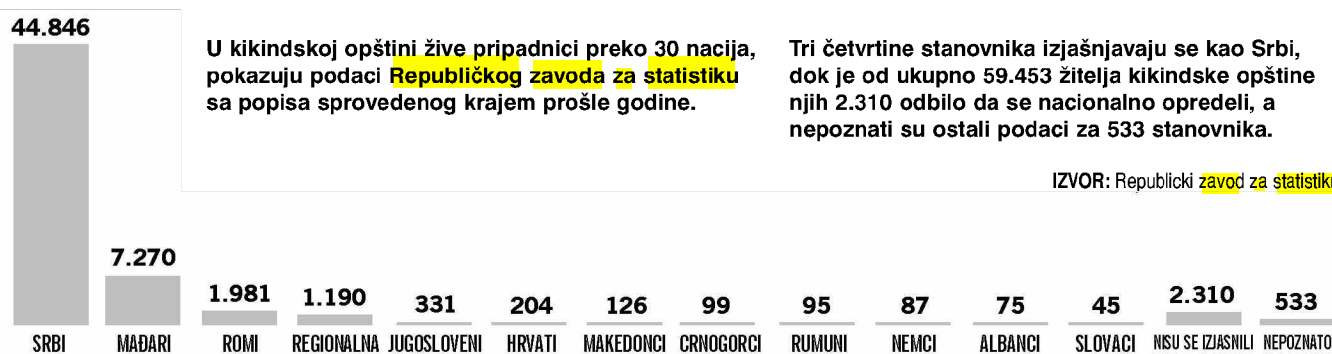 44.846
U kikindskoj opštini žive pripadnici preko 30 nacija,
pokazuju podaci Republičkog zavoda za statistiku
sa popisa sprovedenog krajem prošle godine.
Tri četvrtine stanovnika izjašnjavaju se kao Srbi,
dok je od ukupno 59.453 žitelja kikindske opštine
njih 2.310 odbilo da se nacionalno opredeli, a
nepoznati su ostali podaci za 533 stanovnika.
IZVOR: Republicki zavod za statistiku
7.270 1.981 1.190 331 204 126 99 95 87 75 45 2.310 533
SRBI MAĐARI ROMI REGIONALNA JUGOSLOVENI HRVATI MAKEDONCI CRNOGORCI RUMUNI NEMCI ALBANCI SLOVACI NISU SE IZJASNILI NEPOZNATO